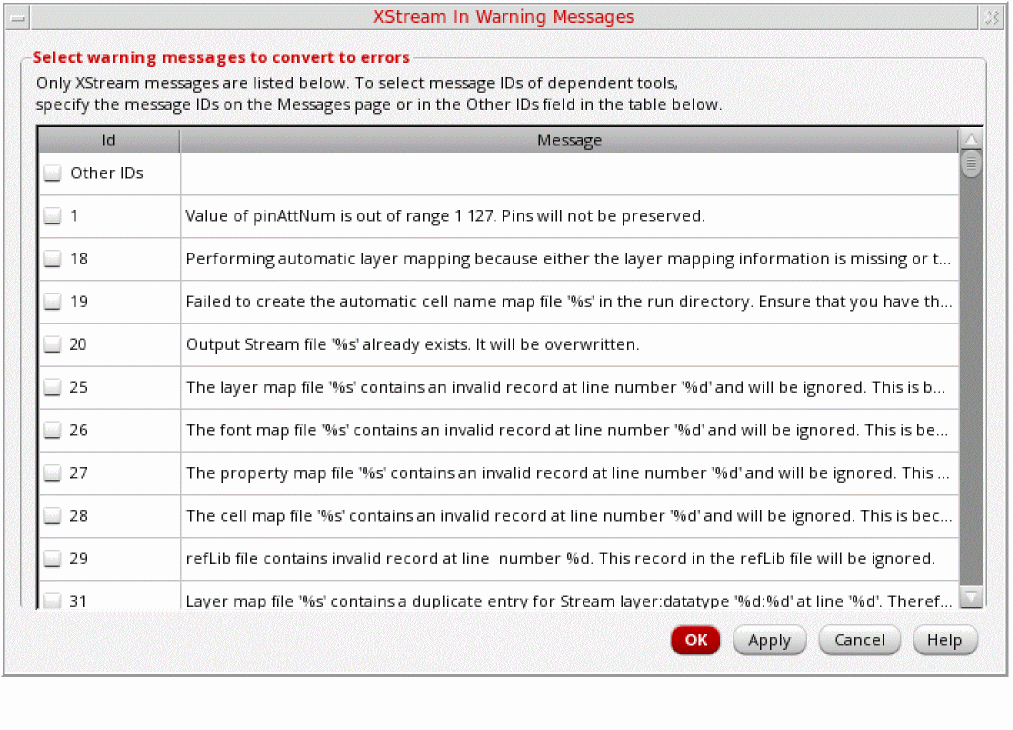 XStream In Warning Messages
Select warning messages to convert to errors
Only XStream messages are listed below. To select message IDs of dependent tools,
specify the message IDs on the Messages page or in the Other IDs field in the table below.
Id Message
Other IDs
1 Value of pinAttNum is out of range 1 127. Pins will not be preserved.
18 Performing automatic layer mapping because either the layer mapping information is missing or t...
19 Failed to create the automatic cell name map file '%s' in the run directory. Ensure that you have th...
20 Output Stream file '%s' already exists. It will be overwritten.
25 The layer map file '%s' contains an invalid record at line number '%d' and will be ignored. This is b...
26 The font map file '%s' contains an invalid record at line number '%d' and will be ignored. This is be...
27 The property map file '%s' contains an invalid record at line number '%d' and will be ignored. This ...
28 The cell map file '%s' contains an invalid record at line number '%d' and will be ignored. This is bec...
29 refLib file contains invalid record at line number %d. This record in the refLib file will be ignored.
31 Layer map file '%s' contains a duplicate entry for Stream layer:datatype '%d:%d' at line '%d'. Theref...
OK Apply Cancel Help